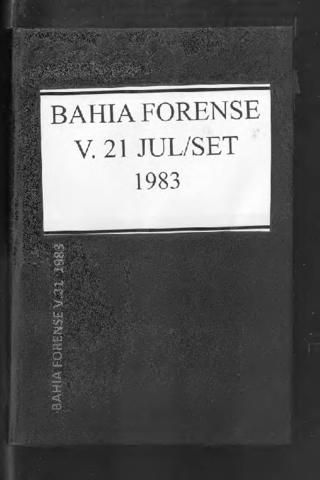 BAHIA FORENSE
V. 21 JUL/SET
1983
BAHIA FORENSE V.21 1983